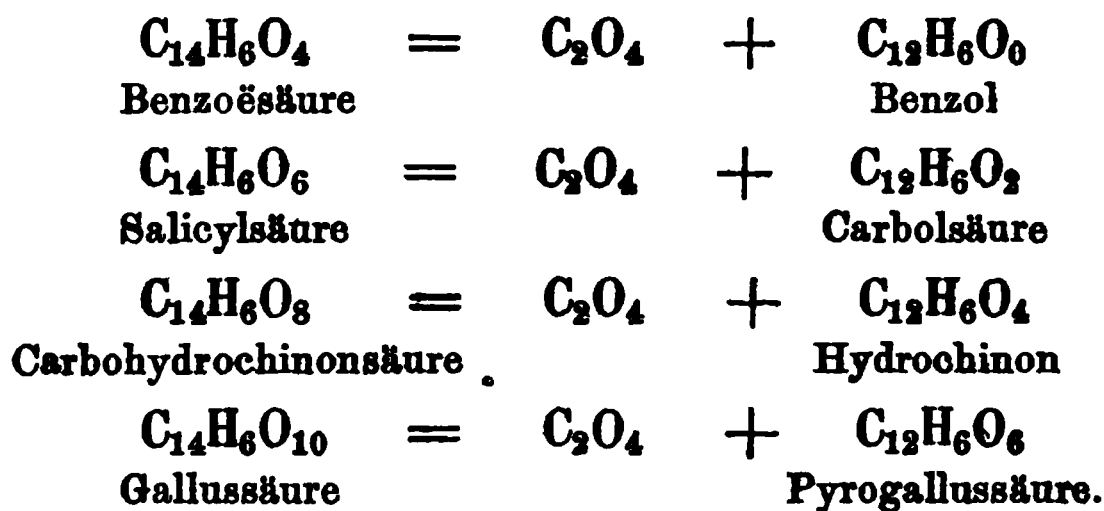 C₁₄H₆O₄ = C₂O₄ + C₁₂H₆O₀
Benzoësäure Benzol
C₁₄H₆O₆ = C₂O₄ + C₁₂H₆O₂
Salicylsäure Carbolsäure
C₁₄H₆O₈ = C₂O₄ + C₁₂H₆O₄
Carbohydrochinonsäure Hydrochinon
C₁₄H₆O₁₀ = C₂O₄ + C₁₂H₆O₆
Gallussäure Pyrogallussäure.